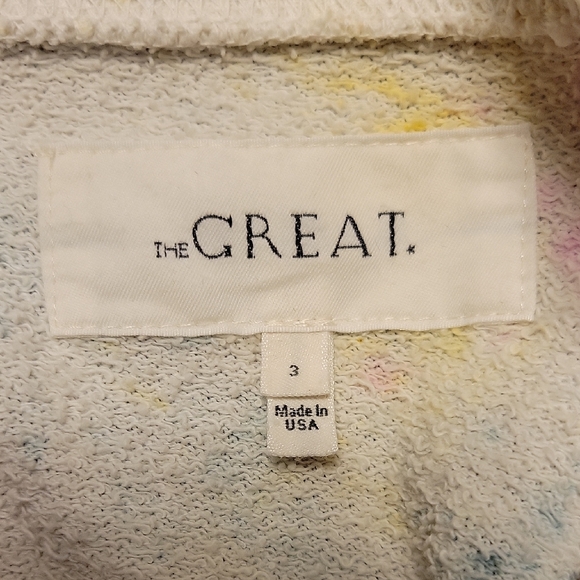 THE GREAT.
3
Made In
USA